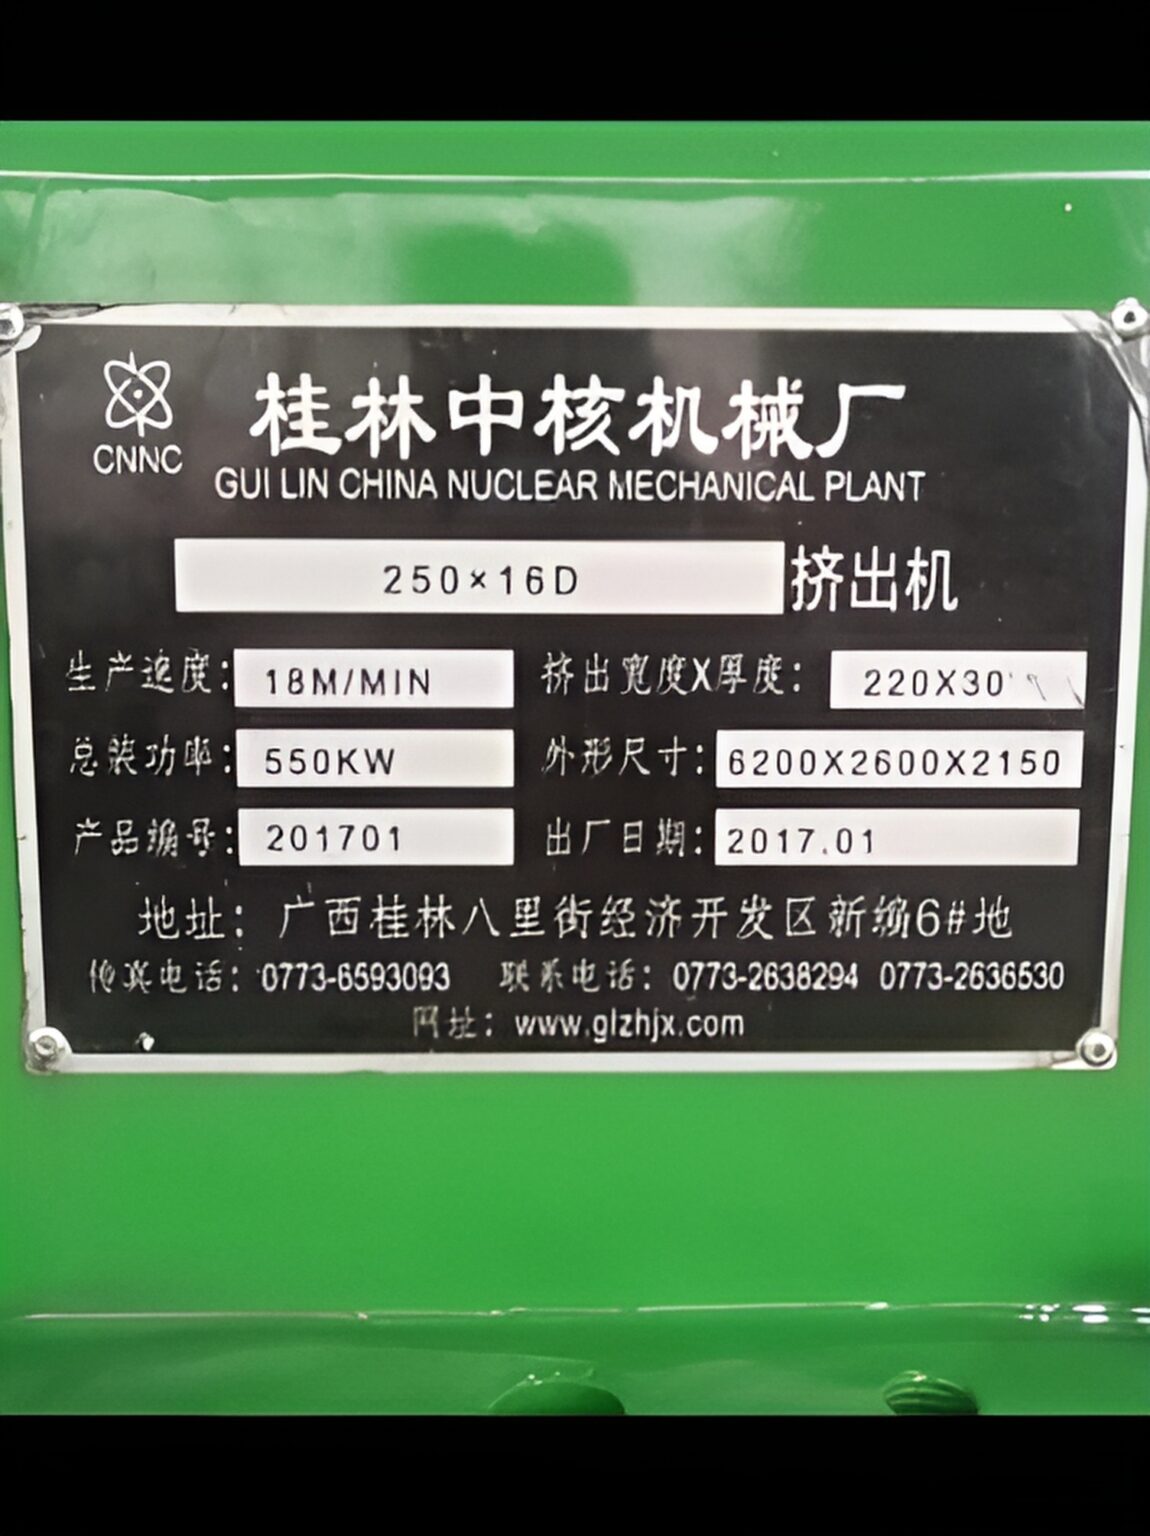 CNNC
桂林中核机械厂
GUI LIN CHINA NUCLEAR MECHANICAL PLANT
250×16D 挤出机
生产速度: 18M/MIN 挤出宽度X厚度: 220X30
总装功率: 550KW 外形尺寸: 6200X2600X2150
产品编号: 201701 出厂日期: 2017.01
地址: 广西桂林八里街经济开发区新编6#地
传真电话: 0773-6593093 联系电话: 0773-2638294 0773-2636530
网址: www.glzhjx.com